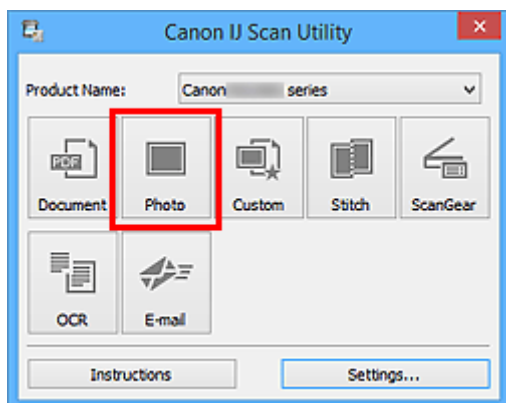 Canon IJ Scan Utility
Product Name: Canon series
PDF
Document Photo Custom Stitch ScanGear
OCR E-mail
Instructions Settings...